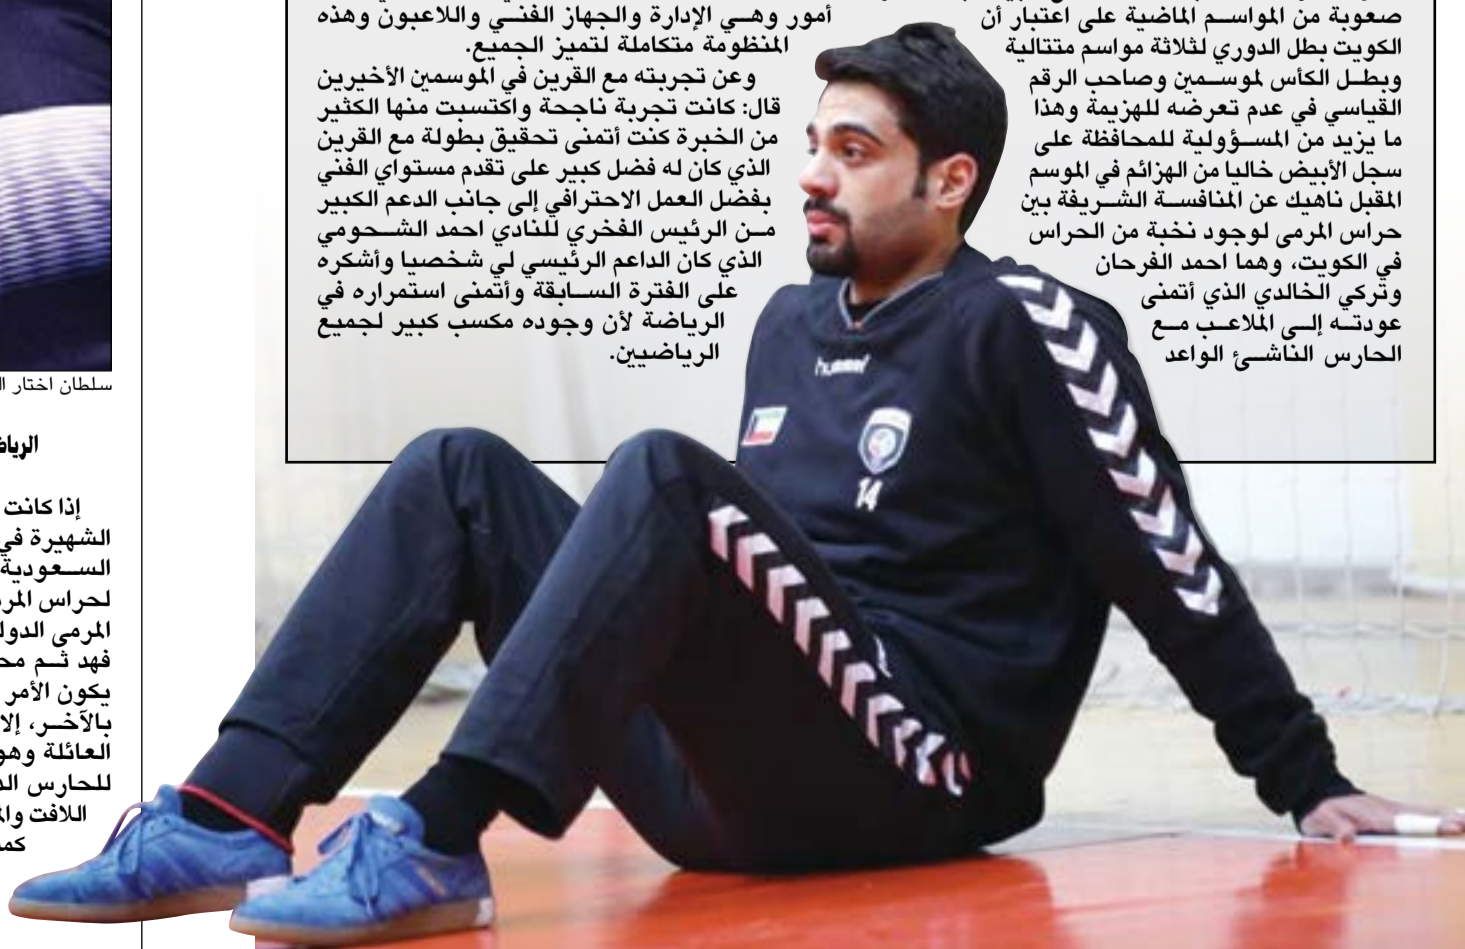 صعوبة من المواسم الماضية على اعتبار أن
الكويت بطل الدوري لثلاثة مواسم متتالية
وبطل الكأس لموسمين وصاحب الرقم
القياسي في عدم تعرضه للهزيمة وهذا
ما يزيد من المسؤولية للمحافظة على
سجل الأبيض خاليا من الهزائم في الموسم
المقبل ناهيك عن المنافسة الشريفة بين
حراس المرمى لوجود نخبة من الحراس
في الكويت، وهما احمد الفرحان
وتركي الخالدي الذي أتمنى
عودته إلى الملاعب مع
الحارس الناشئ الواعد
أمور وهي الإدارة والجهاز الفني واللاعبون وهذه
المنظومة متكاملة لتميز الجميع.
وعن تجربته مع القرين في الموسمين الأخيرين
قال: كانت تجربة ناجحة واكتسبت منها الكثير
من الخبرة كنت أتمنى تحقيق بطولة مع القرين
الذي كان له فضل كبير على تقدم مستواي الفني
بفضل العمل الاحترافي إلى جانب الدعم الكبير
من الرئيس الفخري للنادي احمد الشحومي
الذي كان الداعم الرئيسي لي شخصيا وأشكره
على الفترة السابقة وأتمنى استمراره في
الرياضة لأن وجوده مكسب كبير لجميع
الرياضيين.
hummel
14
سلطان اختار
إذا كانت
الشهيرة في
السعودية
لحراس
المرمى
فهد ثم
يكون الأمر
بالآخر، إلا
العائلة وهو
للحارس
اللافت